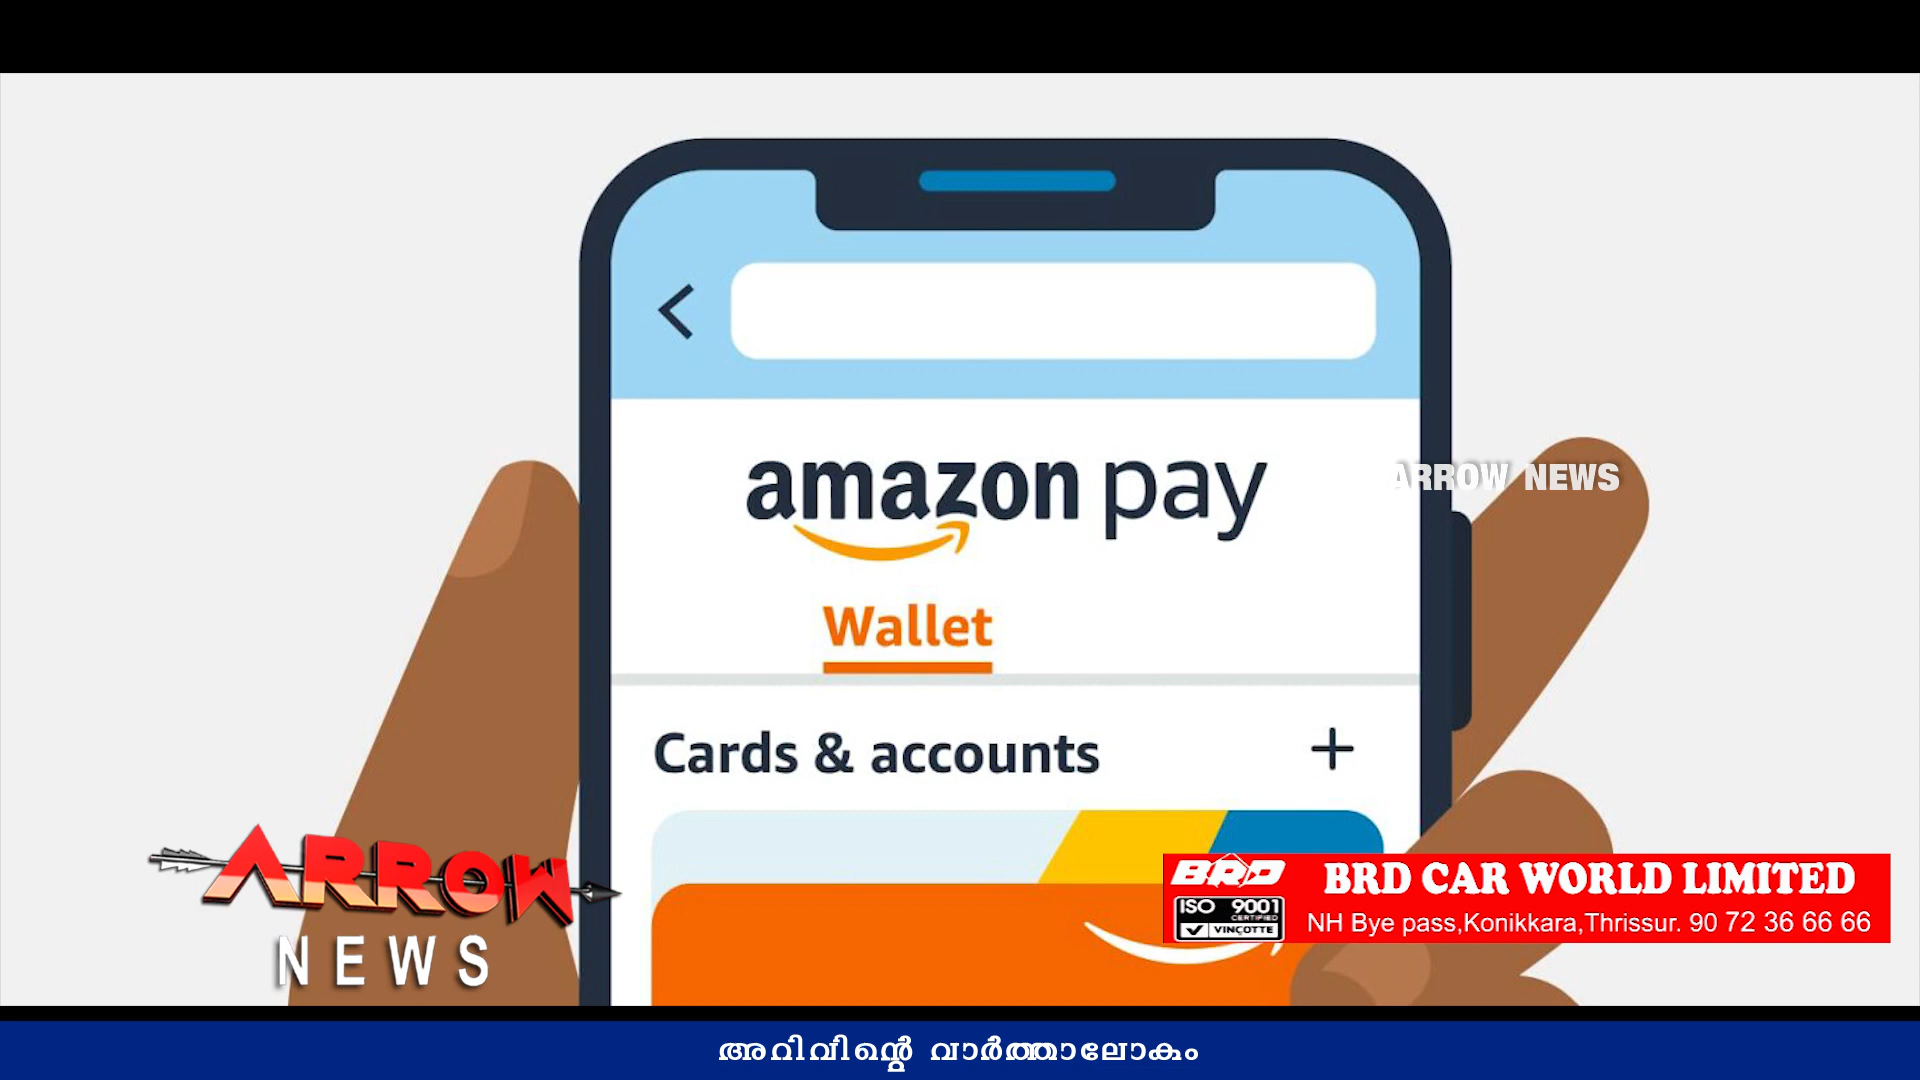 amazon pay
ARROW NEWS
Wallet
Cards & accounts
ARROW
NEWS
BRD
ISO 9001
CERTIFIED
VINÇOTTE
BRD CAR WORLD LIMITED
NH Bye pass,Konikkara,Thrissur. 90 72 36 66 66
അറിവിന്റെ വാർത്താലോകം